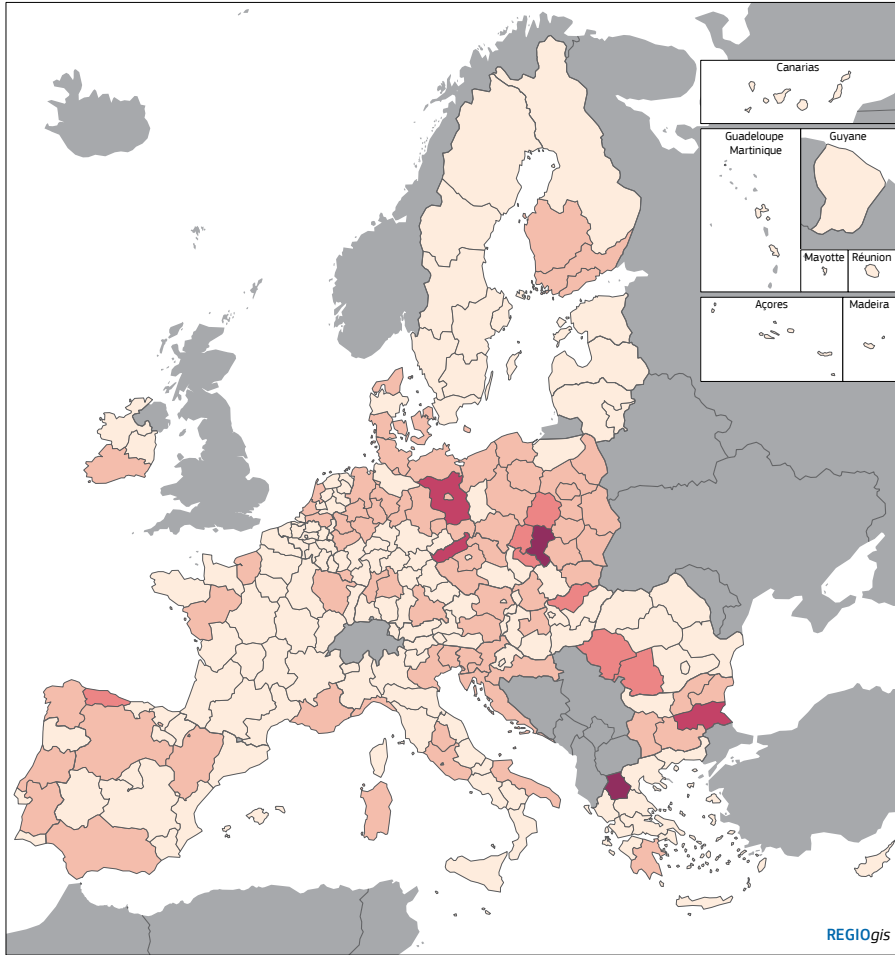 Canarias
Guadeloupe
Martinique
Guyane
Mayotte
Réunion
Açores
Madeira
REGIOgis